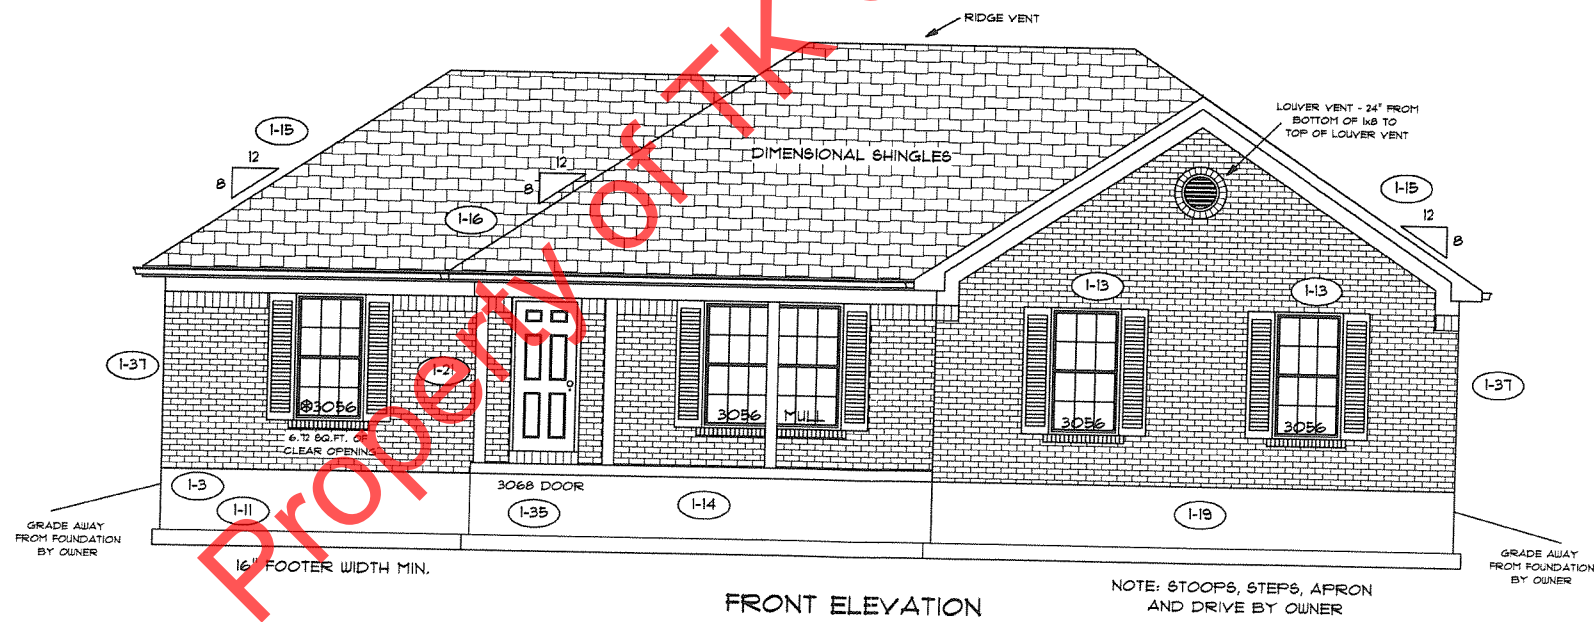 RIDGE VENT
LOUVER VENT - 24" FROM
BOTTOM OF 1x8 TO
TOP OF LOUVER VENT
1-15
12
8
12
8
DIMENSIONAL SHINGLES
1-15
12
8
1-16
1-13
1-13
1-37
1-21
1-37
3056
3056
MULL
3056
3056
6.72 SQ.FT. OF
CLEAR OPENING
1-3
3068 DOOR
1-11
1-35
1-14
1-19
GRADE AWAY
FROM FOUNDATION
BY OWNER
16" FOOTER WIDTH MIN.
GRADE AWAY
FROM FOUNDATION
BY OWNER
FRONT ELEVATION
NOTE: STOOPS, STEPS, APRON
AND DRIVE BY OWNER
Property of TK